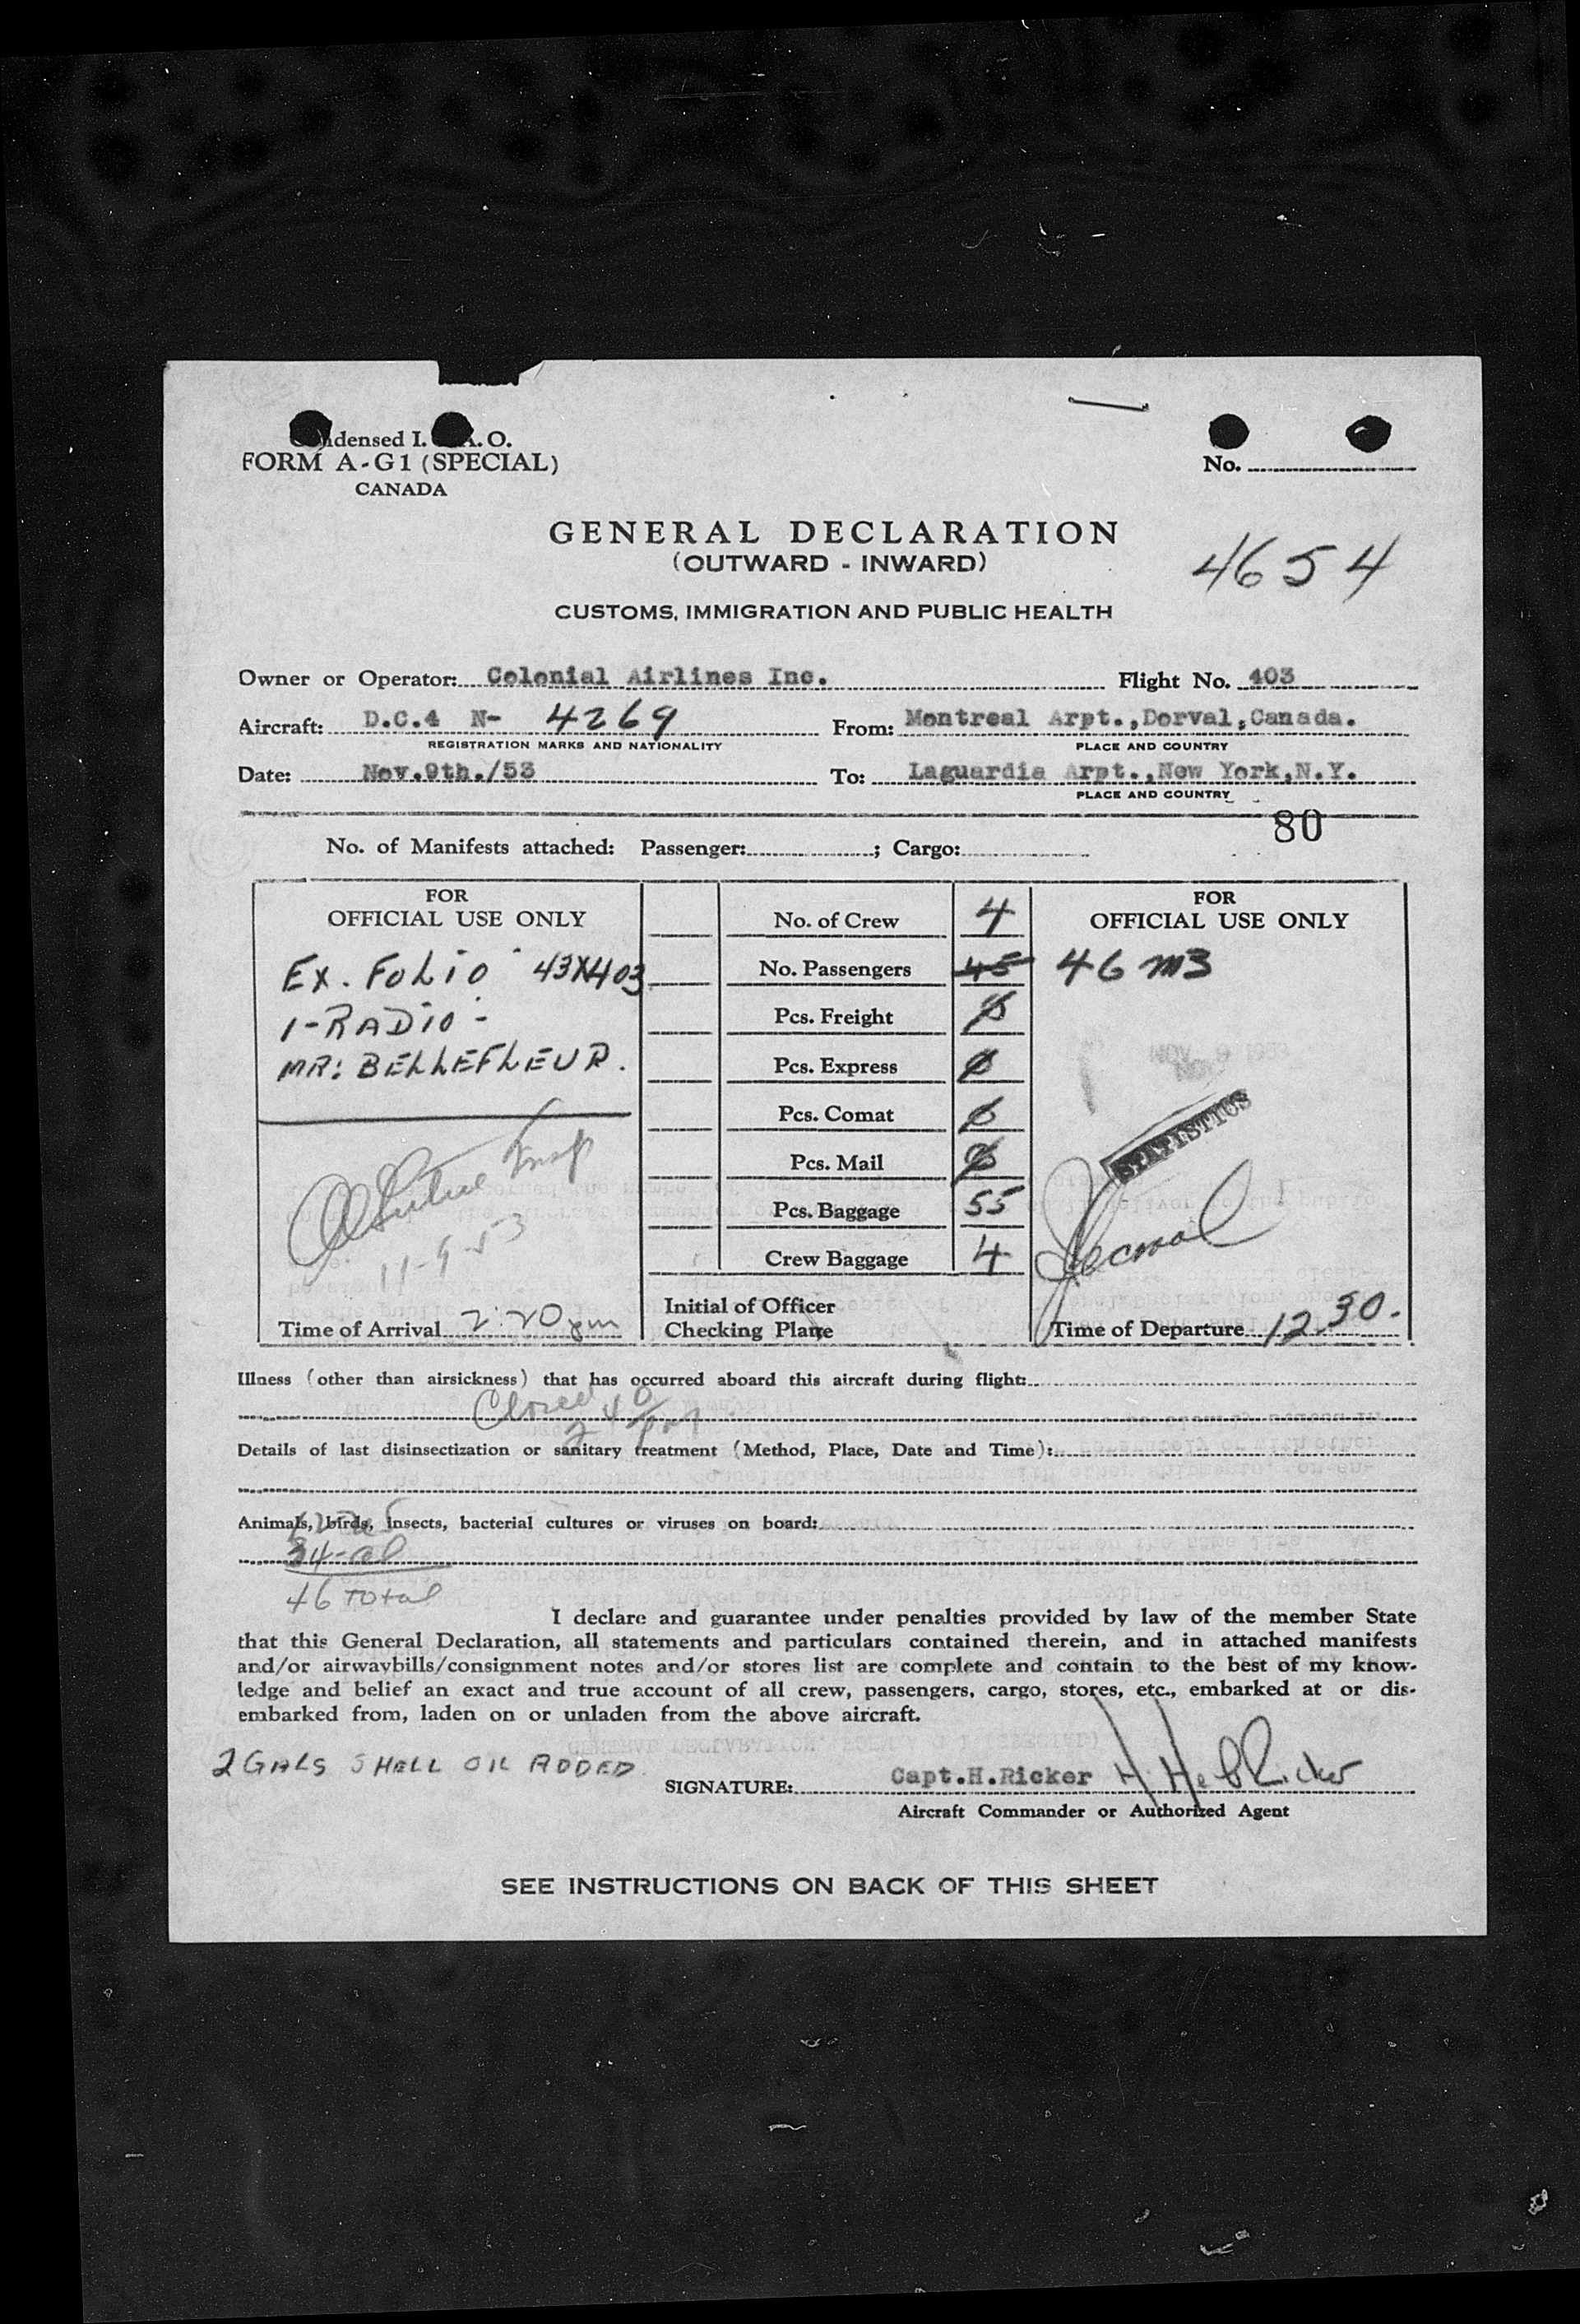 densed I. A. O.
FORM A-G1 (SPECIAL)
CANADA
No.
GENERAL DECLARATION
(OUTWARD - INWARD)
4654
CUSTOMS, IMMIGRATION AND PUBLIC HEALTH
Owner or Operator: Colonial Airlines Inc. Flight No. 403
Aircraft: D.C.4 N- 4269 From: Montreal Arpt., Dorval, Canada.
REGISTRATION MARKS AND NATIONALITY PLACE AND COUNTRY
Date: Nov.9th./53 To: Laguardia Arpt., New York, N.Y.
PLACE AND COUNTRY
80
No. of Manifests attached: Passenger: ; Cargo:
FOR
OFFICIAL USE ONLY
EX. FOLIO 43X403
1-RADIO-
MR: BELLEFLEUR.
Insp
11-9-53
Time of Arrival 2:20 pm
No. of Crew 4
No. Passengers 45
Pcs. Freight
Pcs. Express
Pcs. Comat
Pcs. Mail
Pcs. Baggage 55
Crew Baggage 4
Initial of Officer
Checking Plane
FOR
OFFICIAL USE ONLY
46 m3
NOV 9
STATISTICS
Time of Departure 12.30.
Illness (other than airsickness) that has occurred aboard this aircraft during flight:
Closed 2 40 pm
Details of last disinsectization or sanitary treatment (Method, Place, Date and Time):
Animals, birds, insects, bacterial cultures or viruses on board:
34-al
46 Total
I declare and guarantee under penalties provided by law of the member State
that this General Declaration, all statements and particulars contained therein, and in attached manifests
and/or airwaybills/consignment notes and/or stores list are complete and contain to the best of my know-
ledge and belief an exact and true account of all crew, passengers, cargo, stores, etc., embarked at or dis-
embarked from, laden on or unladen from the above aircraft.
2 GALS SHELL OIL ADDED
SIGNATURE: Capt.H.Ricker
Aircraft Commander or Authorized Agent
SEE INSTRUCTIONS ON BACK OF THIS SHEET